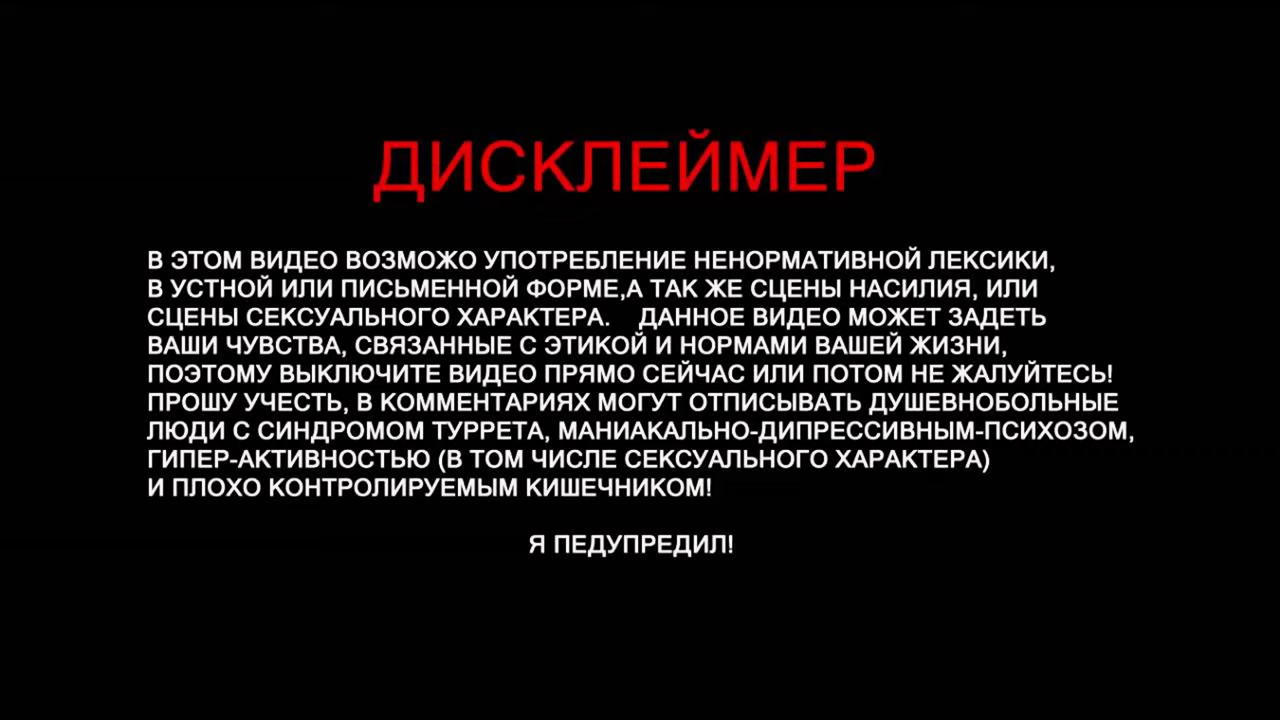 ДИСКЛЕЙМЕР
В ЭТОМ ВИДЕО ВОЗМОЖО УПОТРЕБЛЕНИЕ НЕНОРМАТИВНОЙ ЛЕКСИКИ,
В УСТНОЙ ИЛИ ПИСЬМЕННОЙ ФОРМЕ,А ТАК ЖЕ СЦЕНЫ НАСИЛИЯ, ИЛИ
СЦЕНЫ СЕКСУАЛЬНОГО ХАРАКТЕРА. ДАННОЕ ВИДЕО МОЖЕТ ЗАДЕТЬ
ВАШИ ЧУВСТВА, СВЯЗАННЫЕ С ЭТИКОЙ И НОРМАМИ ВАШЕЙ ЖИЗНИ,
ПОЭТОМУ ВЫКЛЮЧИТЕ ВИДЕО ПРЯМО СЕЙЧАС ИЛИ ПОТОМ НЕ ЖАЛУЙТЕСЬ!
ПРОШУ УЧЕСТЬ, В КОММЕНТАРИЯХ МОГУТ ОТПИСЫВАТЬ ДУШЕВНОБОЛЬНЫЕ
ЛЮДИ С СИНДРОМОМ ТУРРЕТА, МАНИАКАЛЬНО-ДИПРЕССИВНЫМ-ПСИХОЗОМ,
ГИПЕР-АКТИВНОСТЬЮ (В ТОМ ЧИСЛЕ СЕКСУАЛЬНОГО ХАРАКТЕРА)
И ПЛОХО КОНТРОЛИРУЕМЫМ КИШЕЧНИКОМ!
Я ПЕДУПРЕДИЛ!